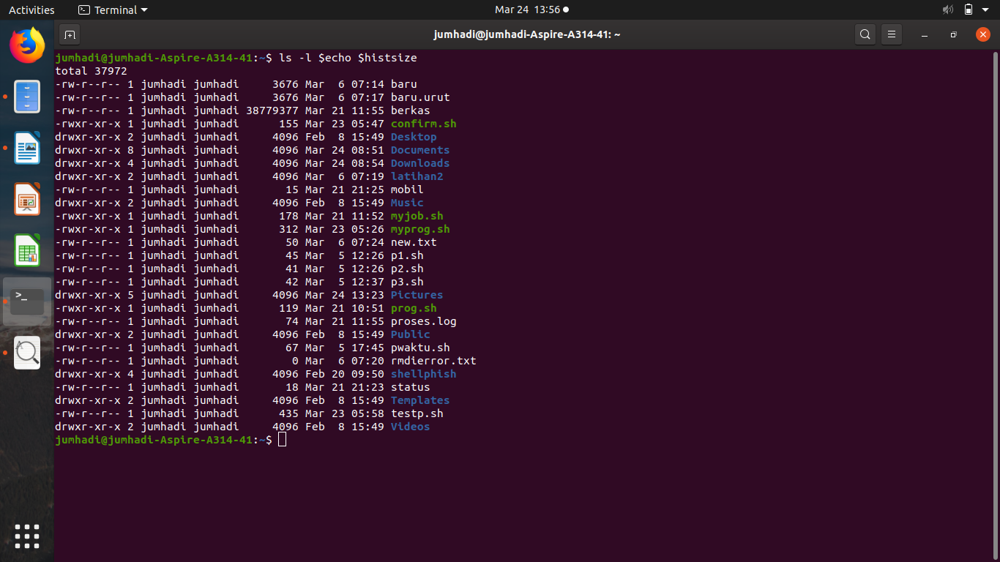 Activities Terminal Mar 24 13:56
jumhadi@jumhadi-Aspire-A314-41: ~
jumhadi@jumhadi-Aspire-A314-41:~$ ls -l $echo $histsize
total 37972
-rw-r--r-- 1 jumhadi jumhadi     3676 Mar  6 07:14 baru
-rw-r--r-- 1 jumhadi jumhadi     3676 Mar  6 07:17 baru.urut
-rw-r--r-- 1 jumhadi jumhadi 38779377 Mar 21 11:55 berkas
-rwxr-xr-x 1 jumhadi jumhadi      155 Mar 23 05:47 confirm.sh
drwxr-xr-x 2 jumhadi jumhadi     4096 Feb  8 15:49 Desktop
drwxr-xr-x 8 jumhadi jumhadi     4096 Mar 24 08:51 Documents
drwxr-xr-x 4 jumhadi jumhadi     4096 Mar 24 08:54 Downloads
drwxr-xr-x 2 jumhadi jumhadi     4096 Mar  6 07:19 latihan2
-rw-r--r-- 1 jumhadi jumhadi       15 Mar 21 21:25 mobil
drwxr-xr-x 2 jumhadi jumhadi     4096 Feb  8 15:49 Music
-rwxr-xr-x 1 jumhadi jumhadi      178 Mar 21 11:52 myjob.sh
-rwxr-xr-x 1 jumhadi jumhadi      312 Mar 23 05:26 myprog.sh
-rw-r--r-- 1 jumhadi jumhadi       50 Mar  6 07:24 new.txt
-rw-r--r-- 1 jumhadi jumhadi       45 Mar  5 12:26 p1.sh
-rw-r--r-- 1 jumhadi jumhadi       41 Mar  5 12:26 p2.sh
-rw-r--r-- 1 jumhadi jumhadi       42 Mar  5 12:37 p3.sh
drwxr-xr-x 5 jumhadi jumhadi     4096 Mar 24 13:23 Pictures
-rwxr-xr-x 1 jumhadi jumhadi      119 Mar 21 10:51 prog.sh
-rw-r--r-- 1 jumhadi jumhadi       74 Mar 21 11:55 proses.log
drwxr-xr-x 2 jumhadi jumhadi     4096 Feb  8 15:49 Public
-rw-r--r-- 1 jumhadi jumhadi       67 Mar  5 17:45 pwaktu.sh
-rw-r--r-- 1 jumhadi jumhadi        0 Mar  6 07:20 rmdierror.txt
drwxr-xr-x 4 jumhadi jumhadi     4096 Feb 20 09:50 shellphish
-rw-r--r-- 1 jumhadi jumhadi       18 Mar 21 21:23 status
drwxr-xr-x 2 jumhadi jumhadi     4096 Feb  8 15:49 Templates
-rw-r--r-- 1 jumhadi jumhadi      435 Mar 23 05:58 testp.sh
drwxr-xr-x 2 jumhadi jumhadi     4096 Feb  8 15:49 Videos
jumhadi@jumhadi-Aspire-A314-41:~$